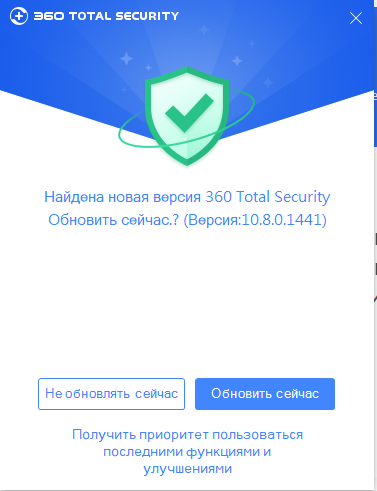 360 TOTAL SECURITY
Найдена новая версия 360 Total Security
Обновить сейчас.? (Версия:10.8.0.1441)
Не обновлять сейчас
Обновить сейчас
Получить приоритет пользоваться
последними функциями и
улучшениями